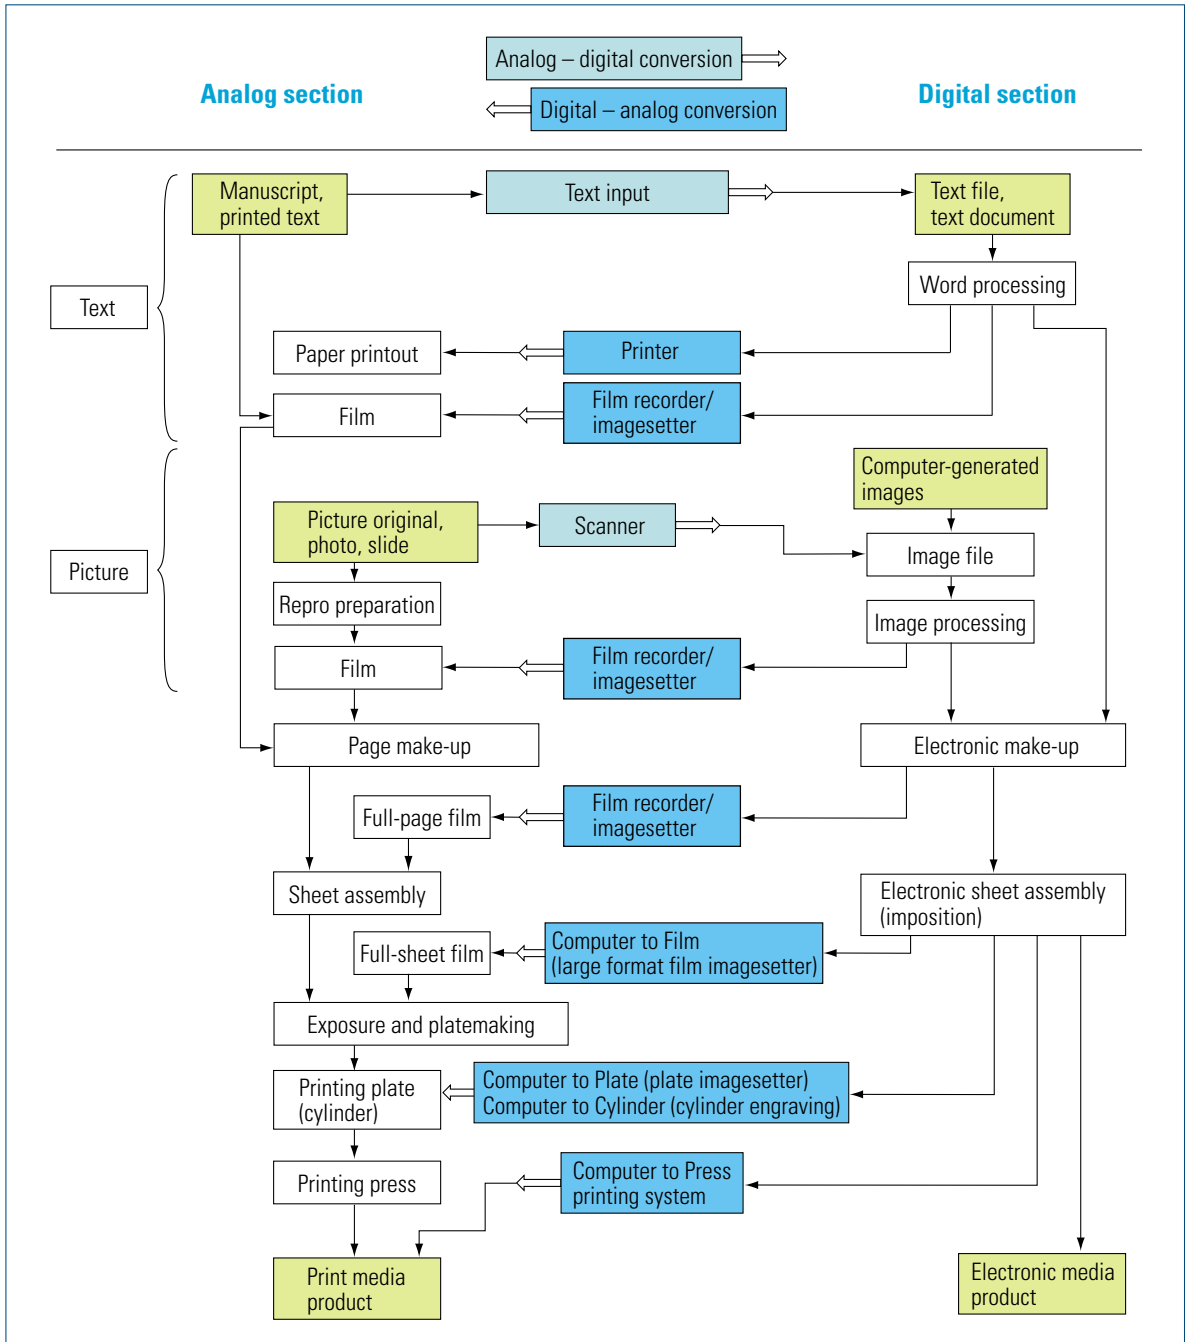 Analog – digital conversion
Analog section
Digital section
Digital – analog conversion
Manuscript,
printed text
Text input
Text file,
text document
Word processing
Text
Paper printout
Printer
Film
Film recorder/
imagesetter
Computer-generated
images
Picture original,
photo, slide
Scanner
Image file
Picture
Repro preparation
Image processing
Film
Film recorder/
imagesetter
Page make-up
Electronic make-up
Full-page film
Film recorder/
imagesetter
Sheet assembly
Electronic sheet assembly
(imposition)
Full-sheet film
Computer to Film
(large format film imagesetter)
Exposure and platemaking
Printing plate
(cylinder)
Computer to Plate (plate imagesetter)
Computer to Cylinder (cylinder engraving)
Printing press
Computer to Press
printing system
Print media
product
Electronic media
product